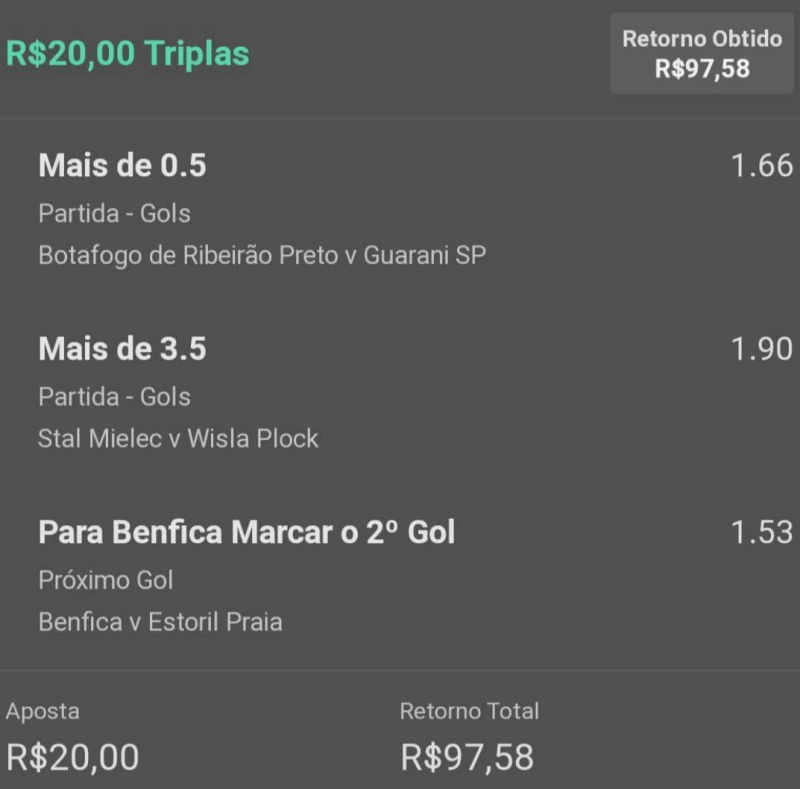 R$20,00 Triplas
Retorno Obtido
R$97,58
Mais de 0.5
1.66
Partida - Gols
Botafogo de Ribeirão Preto v Guarani SP
Mais de 3.5
1.90
Partida - Gols
Stal Mielec v Wisla Plock
Para Benfica Marcar o 2º Gol
1.53
Próximo Gol
Benfica v Estoril Praia
Aposta
Retorno Total
R$20,00
R$97,58